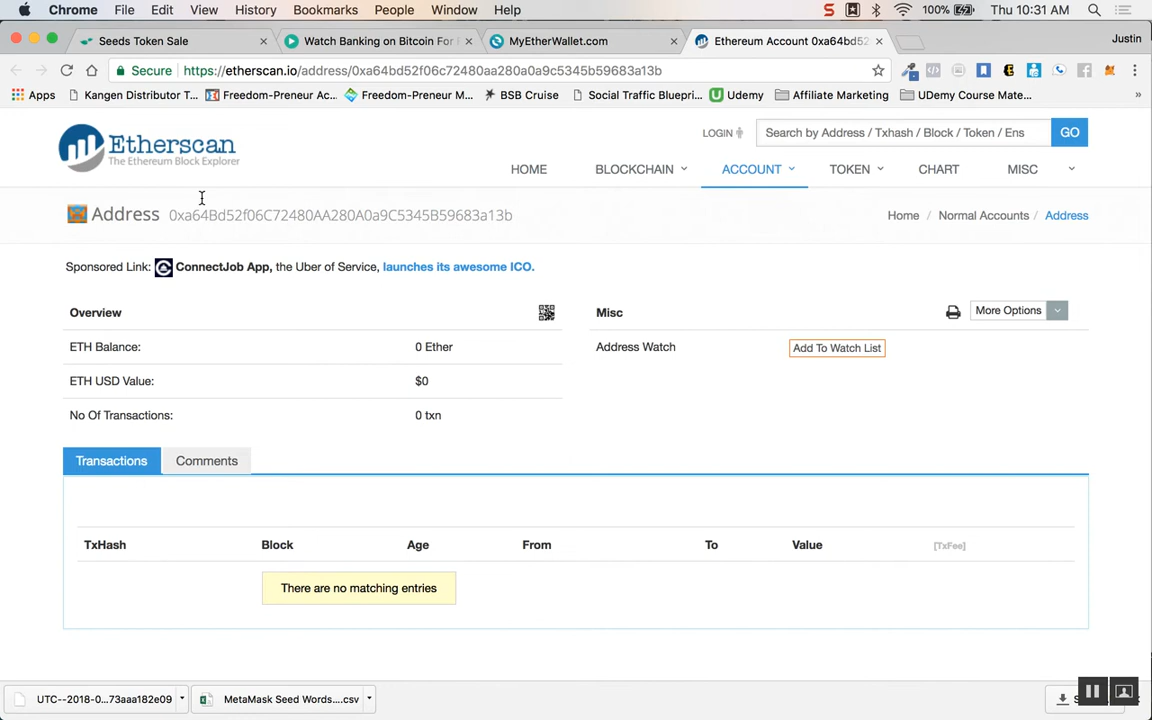 Chrome File Edit View History Bookmarks People Window Help S 100% Thu 10:31 AM
Seeds Token Sale Watch Banking on Bitcoin For MyEtherWallet.com Ethereum Account 0xa64bd52 Justin
Secure https://etherscan.io/address/0xa64bd52f06c72480aa280a0a9c5345b59683a13b
Apps Kangen Distributor T... Freedom-Preneur Ac... Freedom-Preneur M... BSB Cruise Social Traffic Bluepri... Udemy Affiliate Marketing UDemy Course Mate... »
Etherscan
The Ethereum Block Explorer
LOGIN Search by Address / Txhash / Block / Token / Ens GO
HOME BLOCKCHAIN ACCOUNT TOKEN CHART MISC
Address 0xa64Bd52f06C72480AA280A0a9C5345B59683a13b Home / Normal Accounts / Address
Sponsored Link: ConnectJob App, the Uber of Service, launches its awesome ICO.
Overview Misc More Options
ETH Balance: 0 Ether Address Watch Add To Watch List
ETH USD Value: $0
No Of Transactions: 0 txn
Transactions Comments
TxHash Block Age From To Value [TxFee]
There are no matching entries
UTC--2018-0...73aaa182e09 MetaMask Seed Words....csv